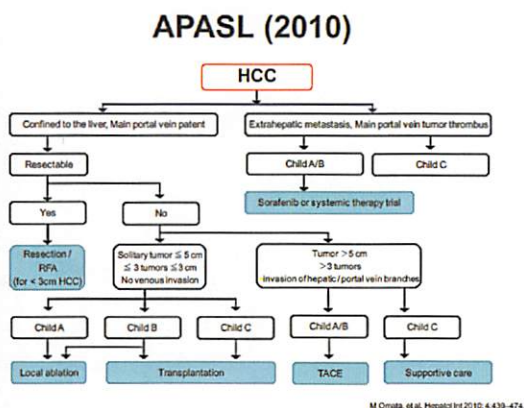 APASL (2010)
HCC
Confined to the liver, Main portal vein patent
Extrahepatic metastasis, Main portal vein tumor thrombus
Resectable
Child A/B
Child C
Sorafenib or systemic therapy trial
Yes
No
Resection /
RFA
(for < 3cm HCC)
Solitary tumor ≦ 5 cm
≦ 3 tumors ≦3 cm
No venous invasion
Tumor >5 cm
>3 tumors
Invasion of hepatic / portal vein branches
Child A
Child B
Child C
Child A/B
Child C
Local ablation
Transplantation
TACE
Supportive care
M Omata, et al, Hepatol Int 2010; 4:439–474